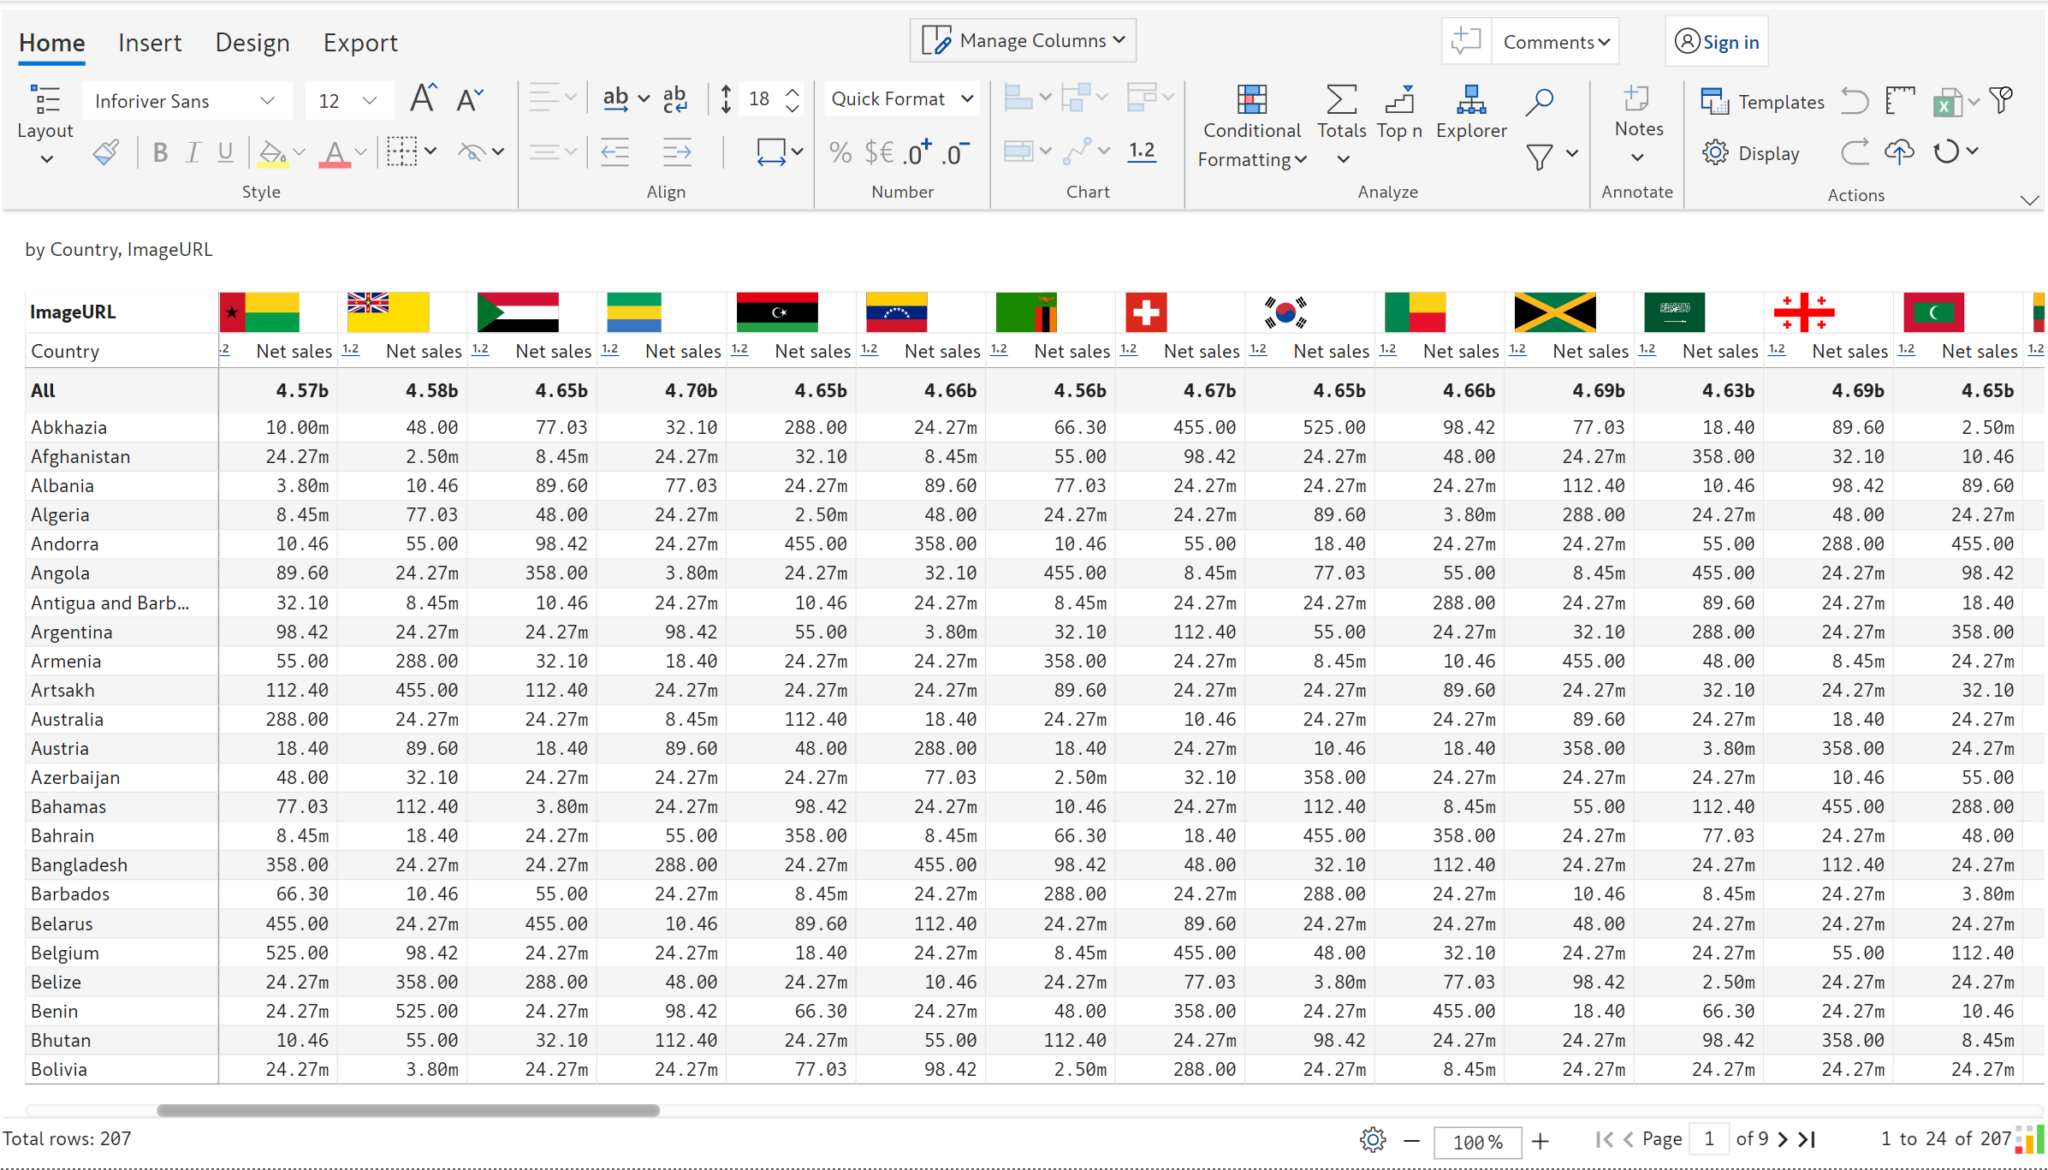 Home Insert Design Export Manage Columns Comments Sign in
Layout Inforiver Sans 12 A A ab ab c 18 Quick Format Conditional Formatting Totals Top n Explorer Notes Templates
B I U A % $€ .0+ .0- 1.2 Display
Style Align Number Chart Analyze Annotate Actions
by Country, ImageURL
ImageURL
Country .2 Net sales 1.2 Net sales 1.2 Net sales 1.2 Net sales 1.2 Net sales 1.2 Net sales 1.2 Net sales 1.2 Net sales 1.2 Net sales 1.2 Net sales 1.2 Net sales 1.2 Net sales 1.2 Net sales 1.2 Net sales 1.2
All 4.57b 4.58b 4.65b 4.70b 4.65b 4.66b 4.56b 4.67b 4.65b 4.66b 4.69b 4.63b 4.69b 4.65b
Abkhazia 10.00m 48.00 77.03 32.10 288.00 24.27m 66.30 455.00 525.00 98.42 77.03 18.40 89.60 2.50m
Afghanistan 24.27m 2.50m 8.45m 24.27m 32.10 8.45m 55.00 98.42 24.27m 48.00 24.27m 358.00 32.10 10.46
Albania 3.80m 10.46 89.60 77.03 24.27m 89.60 77.03 24.27m 24.27m 24.27m 112.40 10.46 98.42 89.60
Algeria 8.45m 77.03 48.00 24.27m 2.50m 48.00 24.27m 24.27m 89.60 3.80m 288.00 24.27m 48.00 24.27m
Andorra 10.46 55.00 98.42 24.27m 455.00 358.00 10.46 55.00 18.40 24.27m 24.27m 55.00 288.00 455.00
Angola 89.60 24.27m 358.00 3.80m 24.27m 32.10 455.00 8.45m 77.03 55.00 8.45m 455.00 24.27m 98.42
Antigua and Barb... 32.10 8.45m 10.46 24.27m 10.46 24.27m 8.45m 24.27m 24.27m 288.00 24.27m 89.60 24.27m 18.40
Argentina 98.42 24.27m 24.27m 98.42 55.00 3.80m 32.10 112.40 55.00 24.27m 32.10 288.00 24.27m 358.00
Armenia 55.00 288.00 32.10 18.40 24.27m 24.27m 358.00 24.27m 8.45m 10.46 455.00 48.00 8.45m 24.27m
Artsakh 112.40 455.00 112.40 24.27m 24.27m 24.27m 89.60 24.27m 24.27m 89.60 24.27m 32.10 24.27m 32.10
Australia 288.00 24.27m 24.27m 8.45m 112.40 18.40 24.27m 10.46 24.27m 24.27m 89.60 24.27m 18.40 24.27m
Austria 18.40 89.60 18.40 89.60 48.00 288.00 18.40 24.27m 10.46 18.40 358.00 3.80m 358.00 24.27m
Azerbaijan 48.00 32.10 24.27m 24.27m 24.27m 77.03 2.50m 32.10 358.00 24.27m 24.27m 24.27m 10.46 55.00
Bahamas 77.03 112.40 3.80m 24.27m 98.42 24.27m 10.46 24.27m 112.40 8.45m 55.00 112.40 455.00 288.00
Bahrain 8.45m 18.40 24.27m 55.00 358.00 8.45m 66.30 18.40 455.00 358.00 24.27m 77.03 24.27m 48.00
Bangladesh 358.00 24.27m 24.27m 288.00 24.27m 455.00 98.42 48.00 32.10 112.40 24.27m 24.27m 112.40 24.27m
Barbados 66.30 10.46 55.00 24.27m 8.45m 24.27m 288.00 24.27m 288.00 24.27m 10.46 8.45m 24.27m 3.80m
Belarus 455.00 24.27m 455.00 10.46 89.60 112.40 24.27m 89.60 24.27m 24.27m 48.00 24.27m 24.27m 24.27m
Belgium 525.00 98.42 24.27m 24.27m 18.40 24.27m 8.45m 455.00 48.00 32.10 24.27m 24.27m 55.00 112.40
Belize 24.27m 358.00 288.00 48.00 24.27m 10.46 24.27m 77.03 3.80m 77.03 98.42 2.50m 24.27m 24.27m
Benin 24.27m 525.00 24.27m 98.42 66.30 24.27m 48.00 358.00 24.27m 455.00 18.40 66.30 24.27m 10.46
Bhutan 10.46 55.00 32.10 112.40 24.27m 55.00 112.40 24.27m 98.42 24.27m 24.27m 98.42 358.00 8.45m
Bolivia 24.27m 3.80m 24.27m 24.27m 77.03 98.42 2.50m 288.00 24.27m 8.45m 24.27m 24.27m 24.27m 24.27m
Total rows: 207 100 % Page 1 of 9 1 to 24 of 207